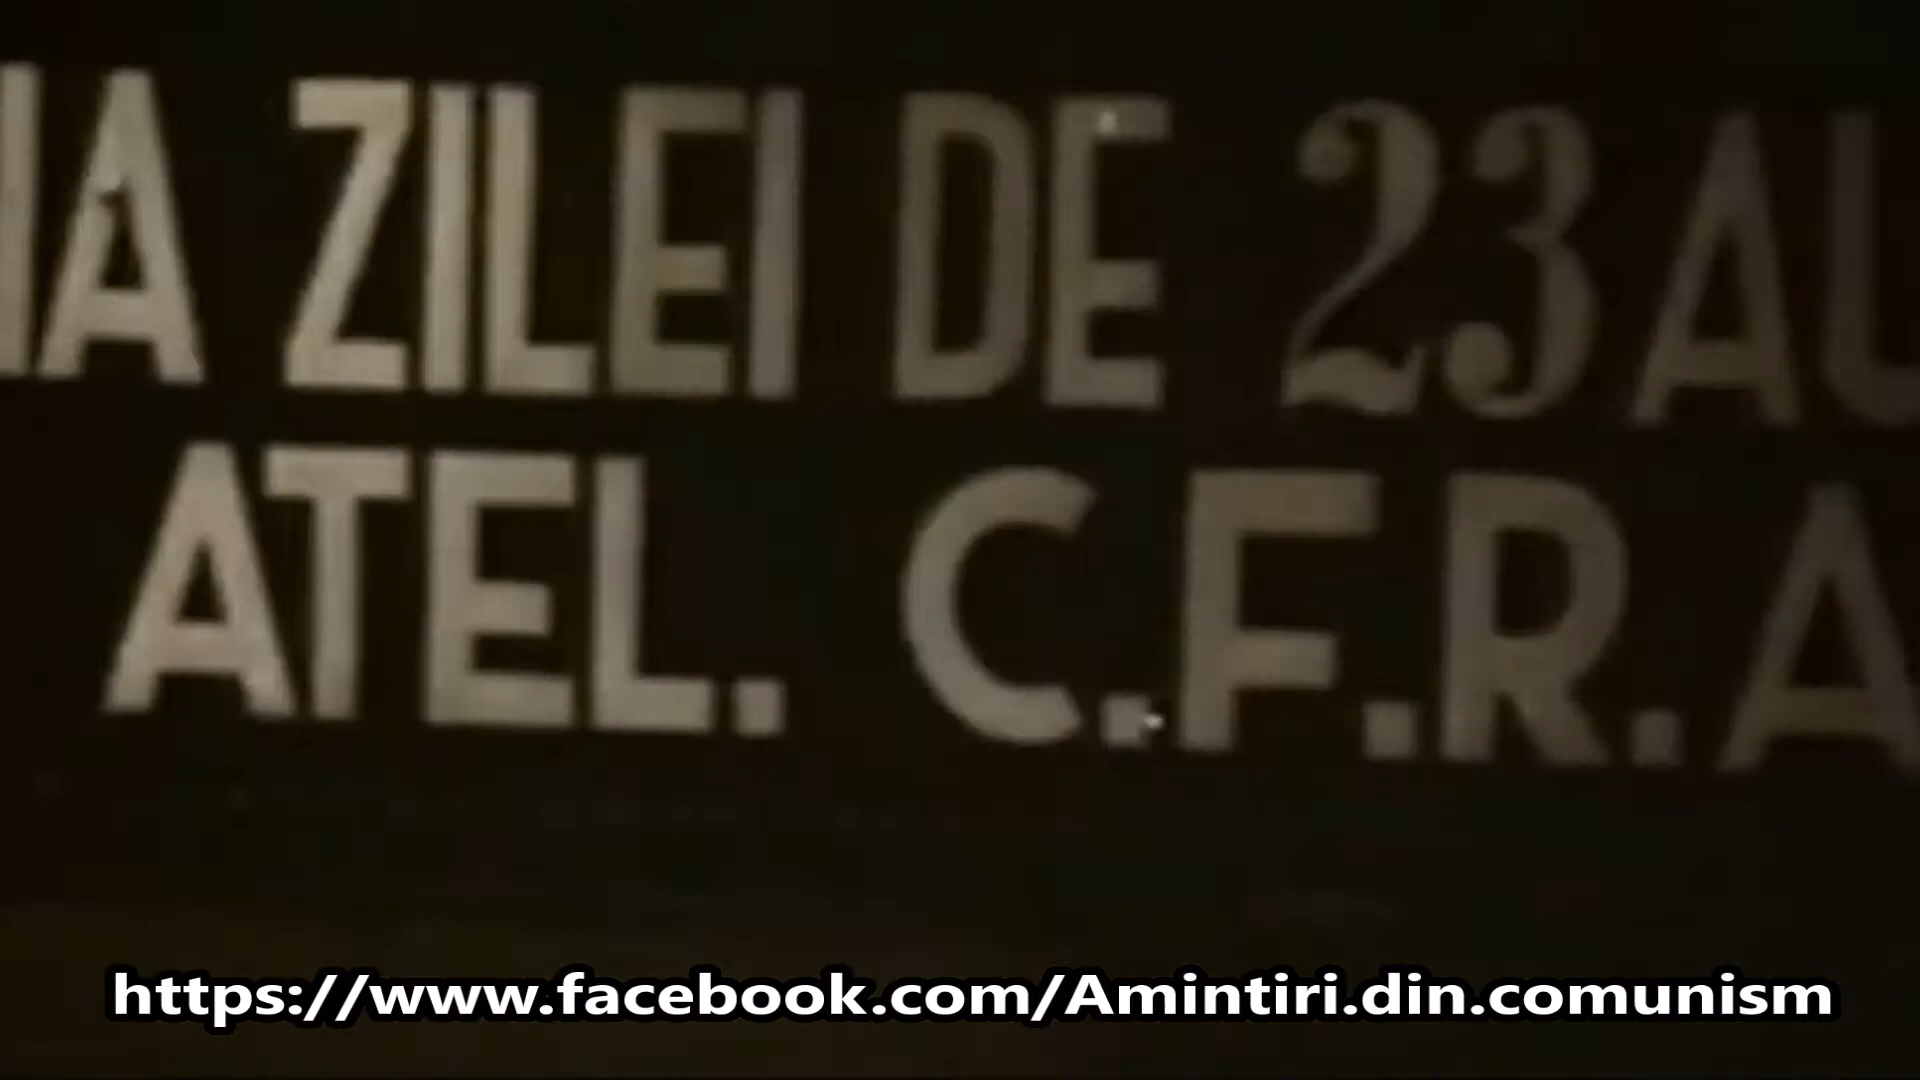 IA ZILEI DE 23 AU
ATEL. C.F.R. A
https://www.facebook.com/Amintiri.din.comunism